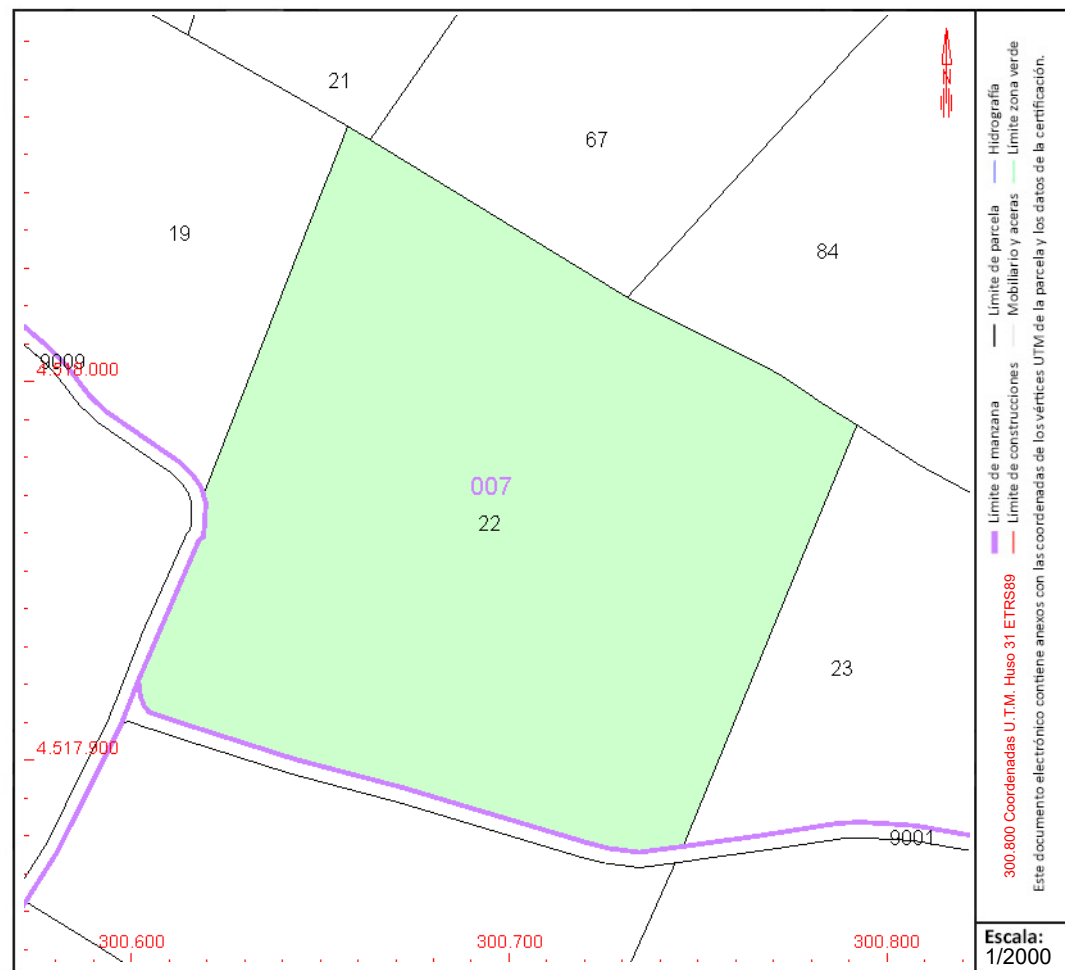 21
67
N
19
84
9009
4.518.000
007
22
23
4.517.900
9001
300.600
300.700
300.800
Límite de manzana
Límite de parcela
Hidrografía
300.800 Coordenadas U.T.M. Huso 31 ETRS89
Límite de construcciones
Mobiliario y aceras
Límite zona verde
Este documento electrónico contiene anexos con las coordenadas de los vértices UTM de la parcela y los datos de la certificación.
Escala:
1/2000